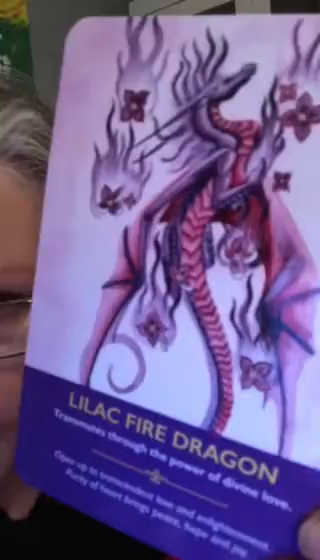 LILAC FIRE DRAGON
Transmutes through the power of divine love.
Opens up to transcendent love and enlightenment.
Purity of heart brings peace, hope and joy.